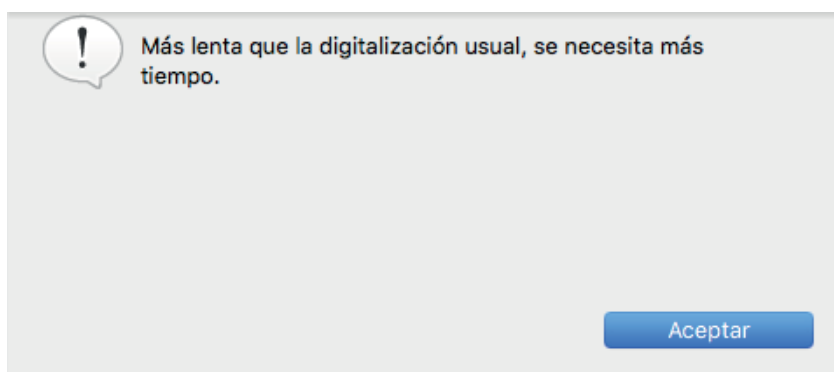 Más lenta que la digitalización usual, se necesita más
tiempo.
Aceptar